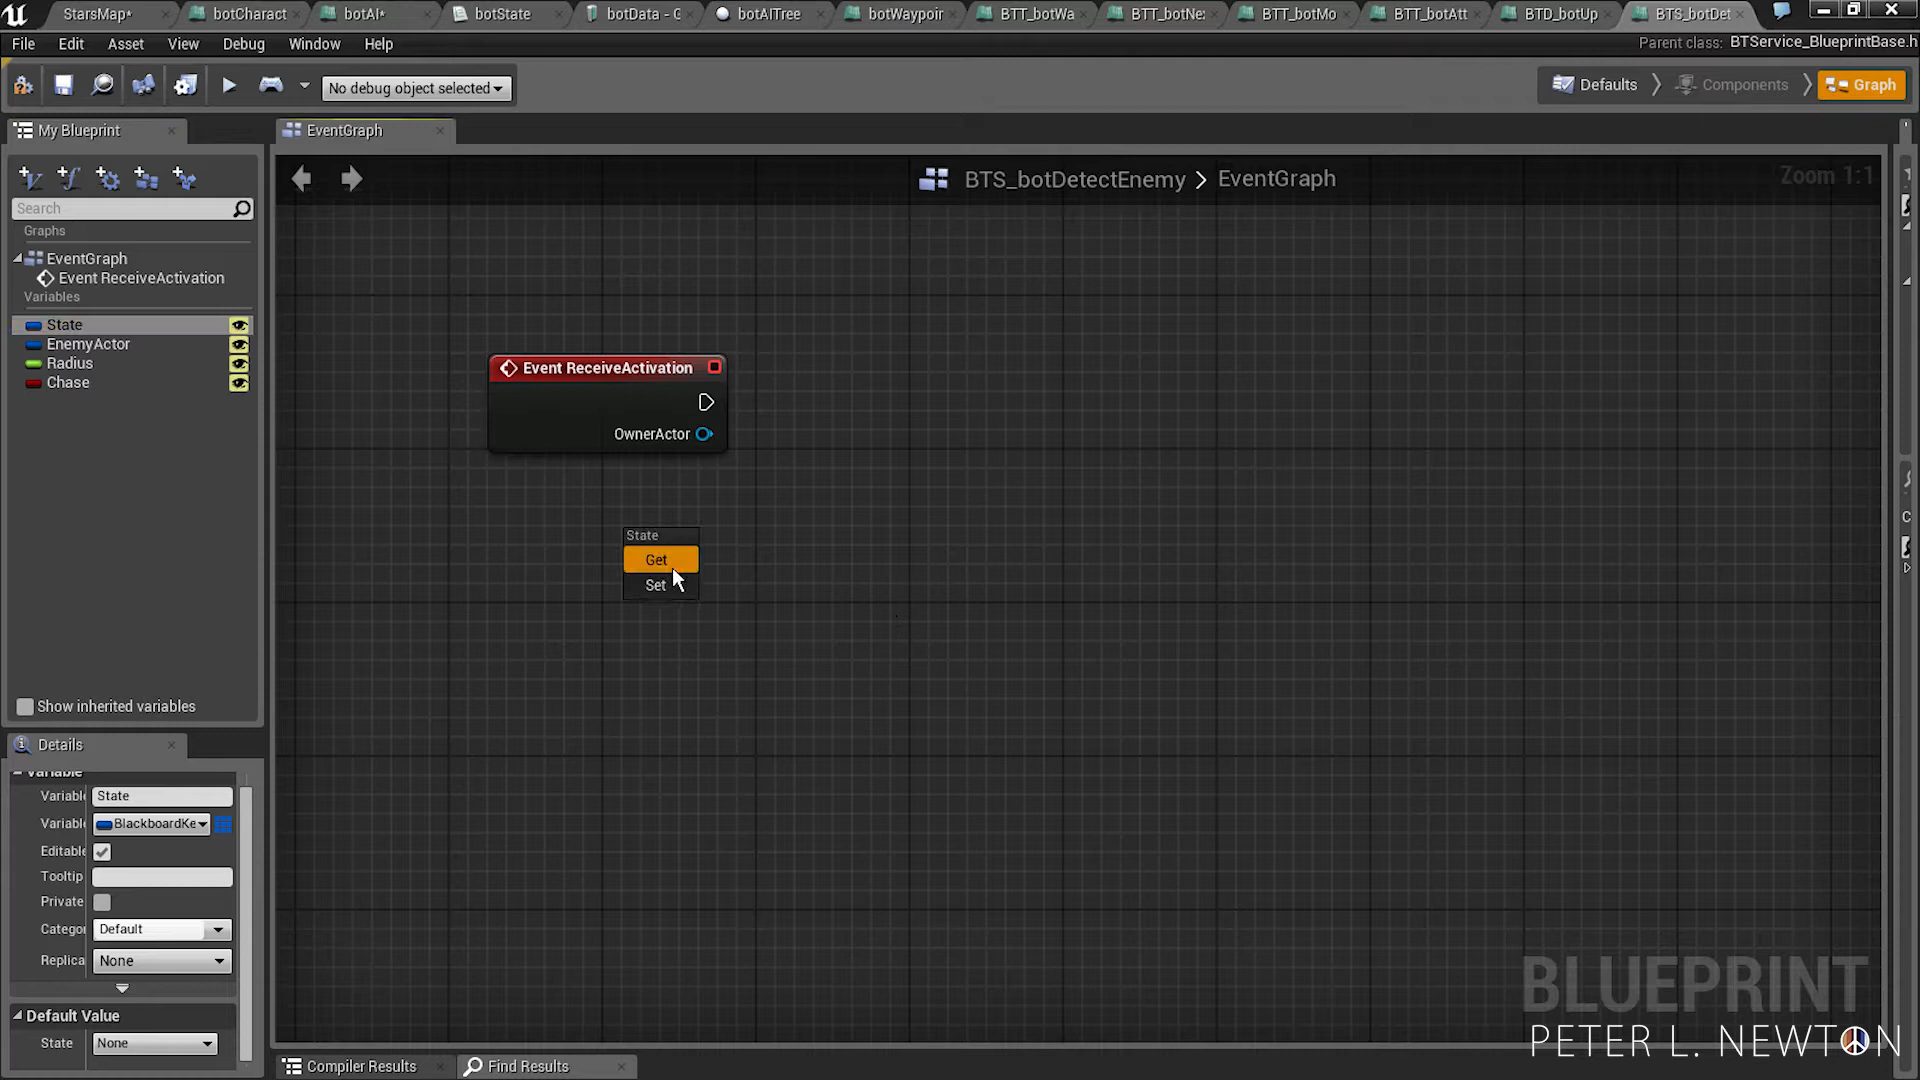 StarsMap*
botCharact
botAI*
botState
botData - G
botAITree
botWaypoir
BTT_botWa
BTT_botNe
BTT_botMo
BTT_botAtt
BTD_botUp
BTS_botDet
File
Edit
Asset
View
Debug
Window
Help
Parent class: BTService_BlueprintBase.h
No debug object selected
Defaults
Components
Graph
My Blueprint
EventGraph
BTS_botDetectEnemy > EventGraph
Zoom 1:1
Search
Graphs
EventGraph
Event ReceiveActivation
Variables
State
EnemyActor
Radius
Chase
Show inherited variables
Event ReceiveActivation
OwnerActor
State
Get
Set
Details
Variable
Variabl State
Variabl BlackboardKe
Editable
Tooltip
Private
Catego Default
Replica None
Default Value
State None
BLUEPRINT
PETER L. NEWTON
Compiler Results
Find Results